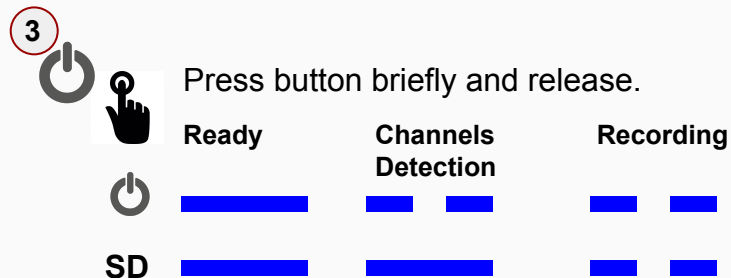 3
Press button briefly and release.
Ready Channels Recording
Detection
SD